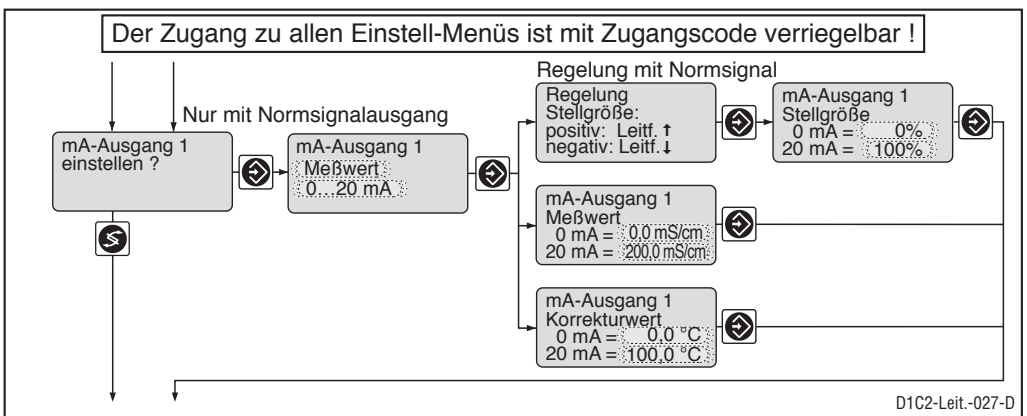 Der Zugang zu allen Einstell-Menüs ist mit Zugangscode verriegelbar !
Nur mit Normsignalausgang
Regelung mit Normsignal
mA-Ausgang 1
einstellen ?
mA-Ausgang 1
Meßwert
0...20 mA
Regelung
Stellgröße:
positiv: Leitf. ↑
negativ: Leitf. ↓
mA-Ausgang 1
Stellgröße
0 mA = 0%
20 mA = 100%
mA-Ausgang 1
Meßwert
0 mA = 0,0 mS/cm
20 mA = 200,0 mS/cm
mA-Ausgang 1
Korrekturwert
0 mA = 0,0 °C
20 mA = 100,0 °C
D1C2-Leit.-027-D